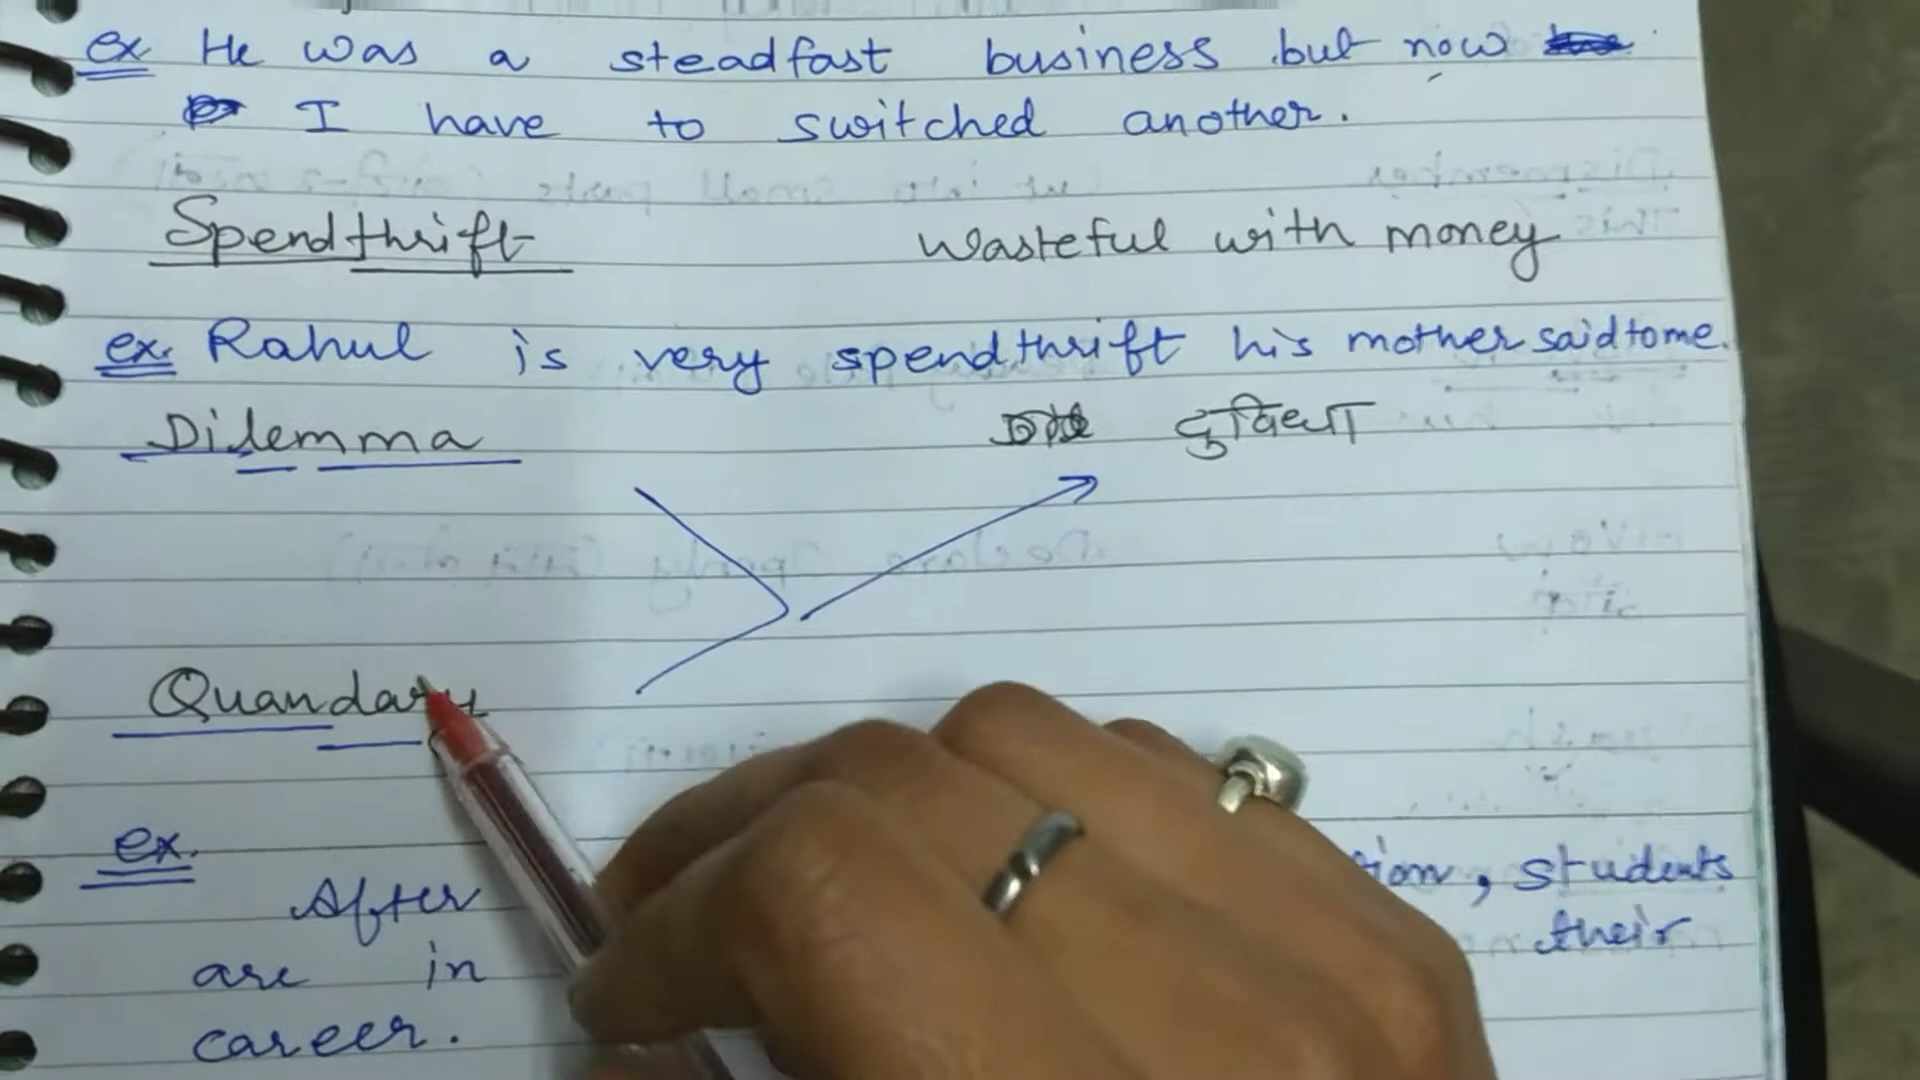 ex He was a steadfast business but now
I have to switched another.
Spendthrift wasteful with money
ex. Rahul is very spendthrift his mother said to me.
Dilemma दुविधा
Quandary
ex.
After students
are in their
career.